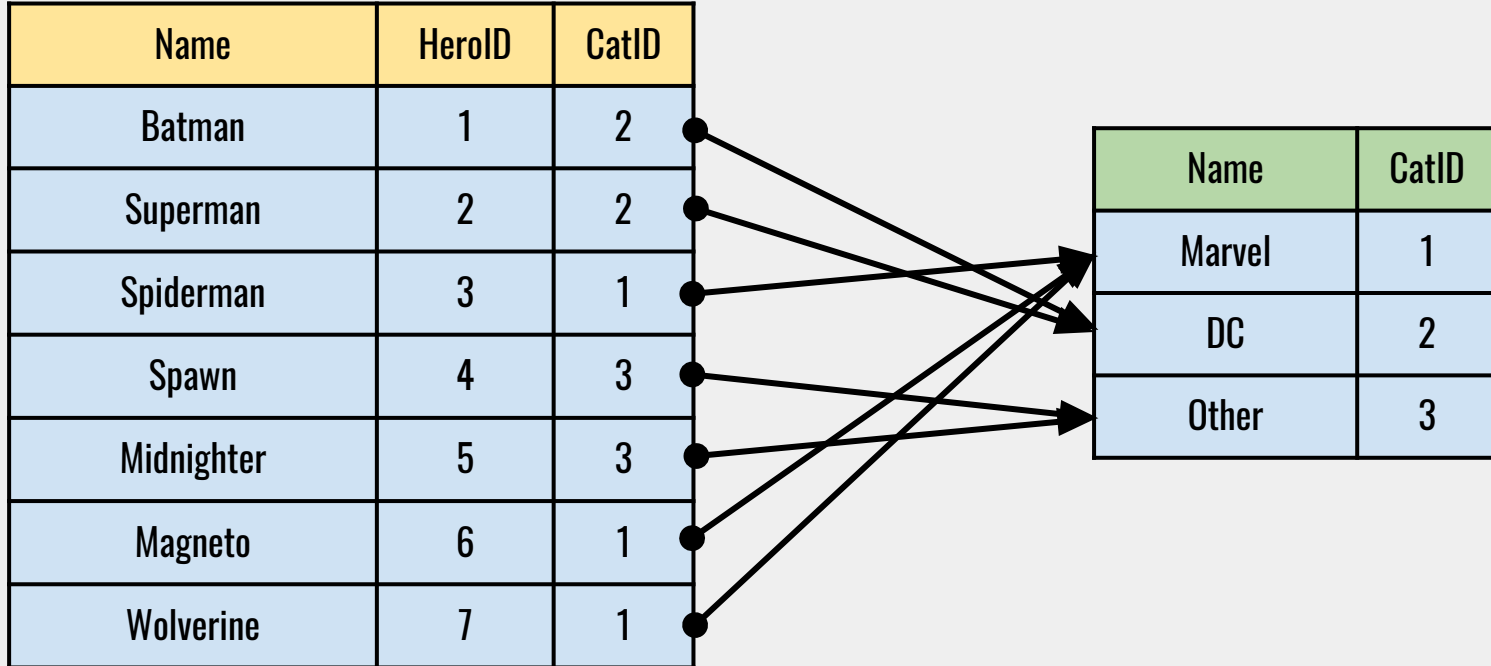 Name HeroID CatID
Batman 1 2
Superman 2 2
Spiderman 3 1
Spawn 4 3
Midnighter 5 3
Magneto 6 1
Wolverine 7 1
Name CatID
Marvel 1
DC 2
Other 3